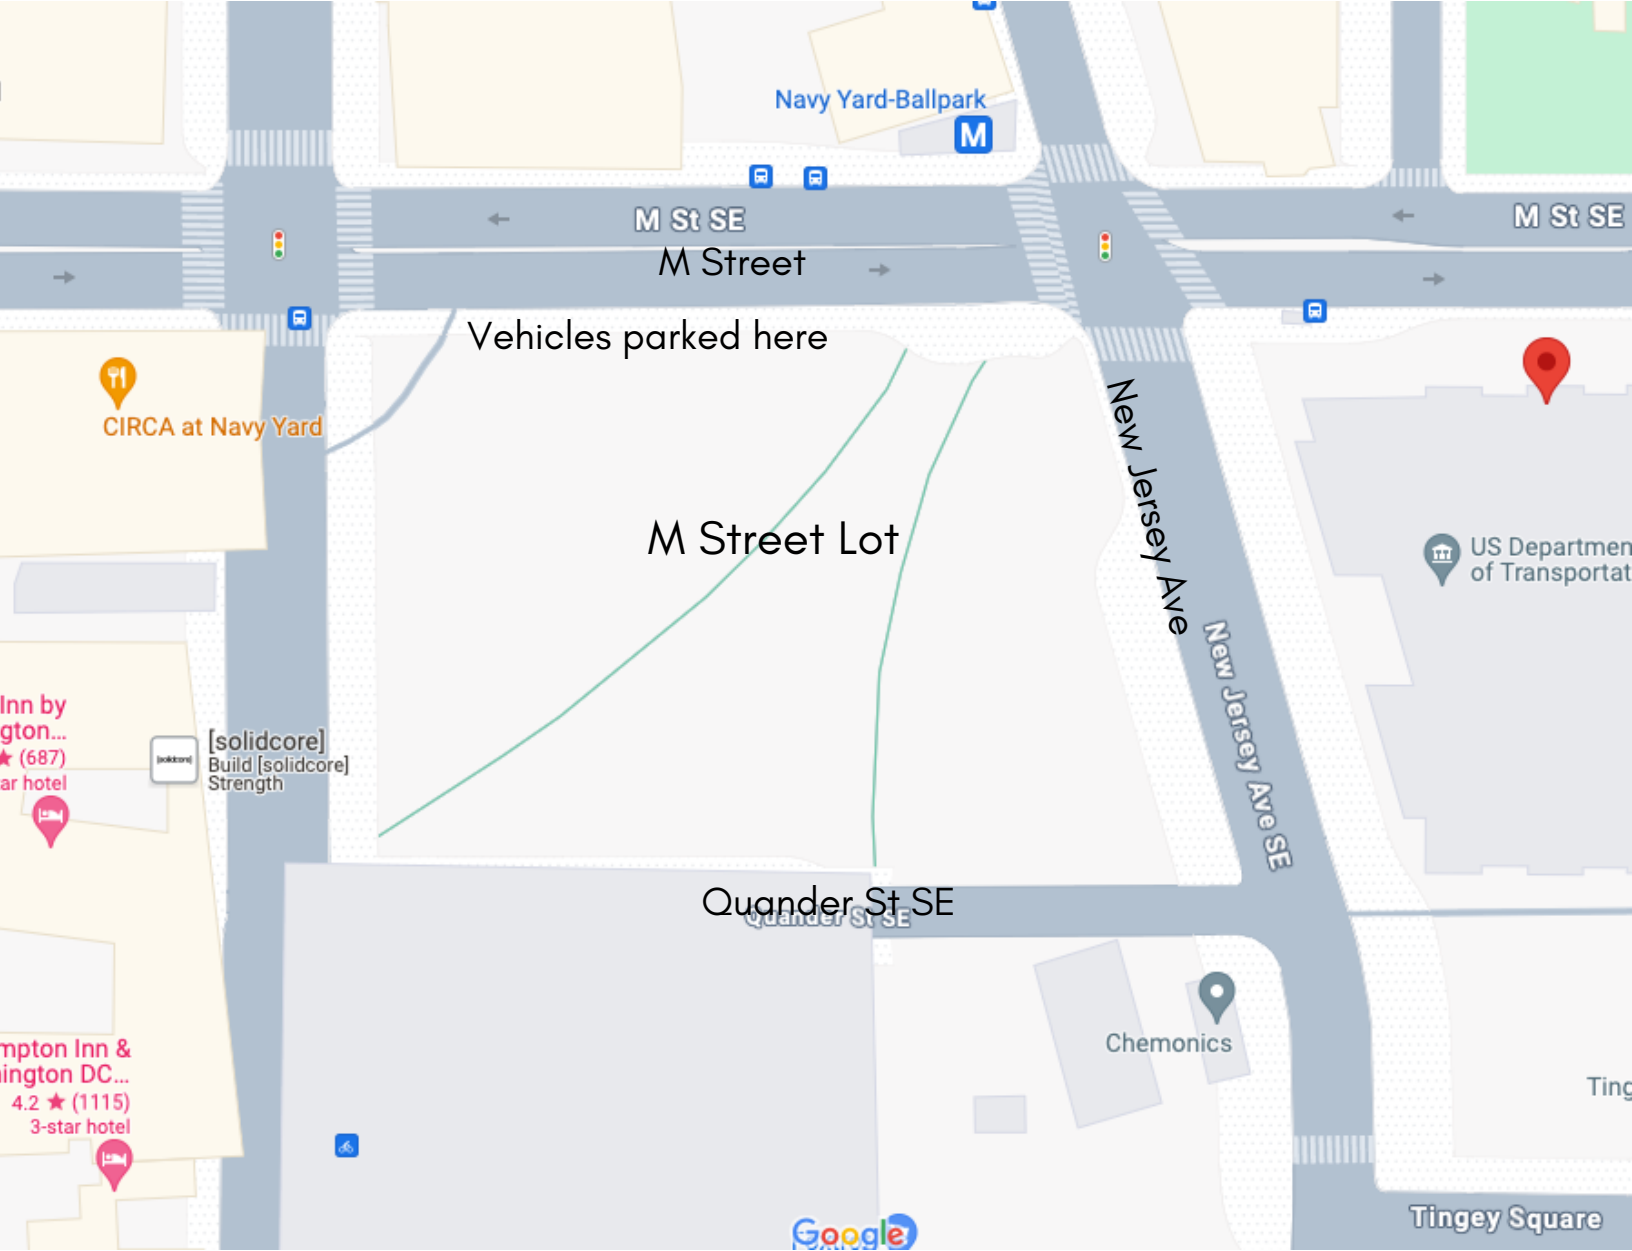 Navy Yard-Ballpark
M
M St SE
M St SE
M Street
Vehicles parked here
CIRCA at Navy Yard
New Jersey Ave
M Street Lot
US Departmen
of Transportat
New Jersey Ave SE
Inn by
gton...
★ (687)
ar hotel
[solidcore]
[solidcore]
Build [solidcore]
Strength
Quander St SE
Quander St SE
Chemonics
mpton Inn &
ington DC...
4.2 ★ (1115)
3-star hotel
Ting
Tingey Square
Google